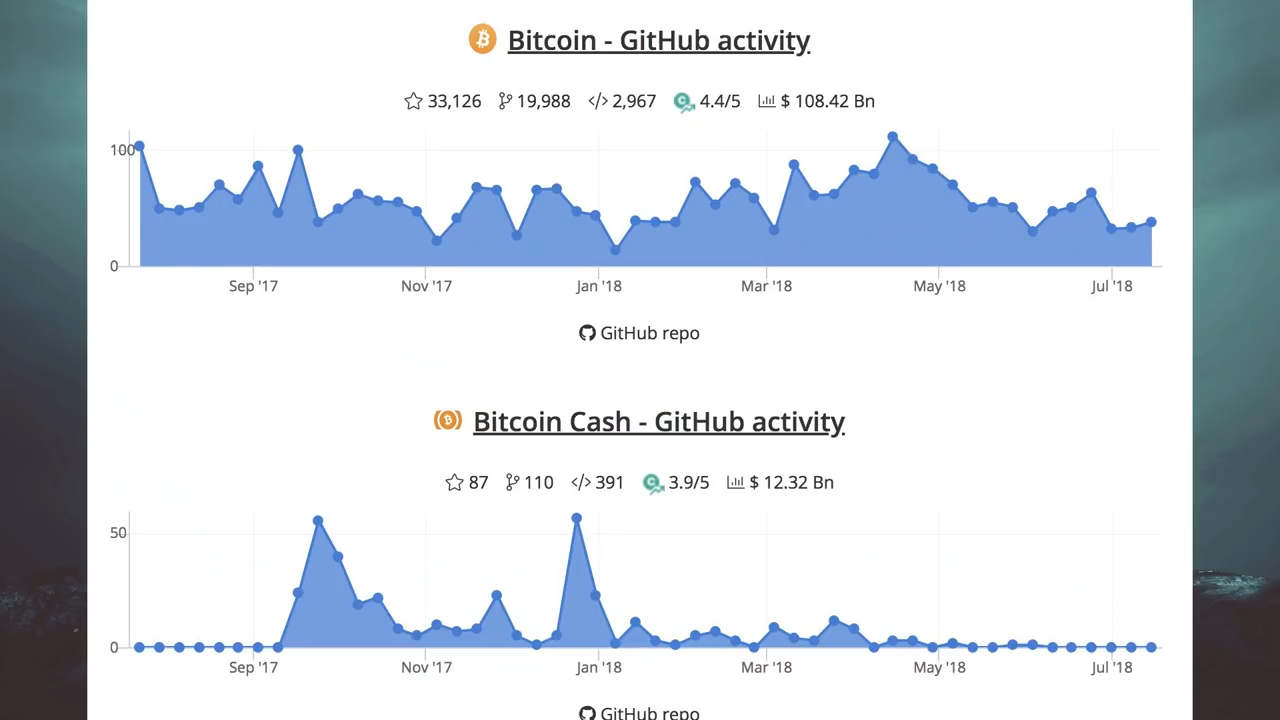 Bitcoin - GitHub activity
33,126 19,988 </> 2,967 4.4/5 $ 108.42 Bn
100
0
Sep '17 Nov '17 Jan '18 Mar '18 May '18 Jul '18
GitHub repo
Bitcoin Cash - GitHub activity
87 110 </> 391 3.9/5 $ 12.32 Bn
50
0
Sep '17 Nov '17 Jan '18 Mar '18 May '18 Jul '18
GitHub repo